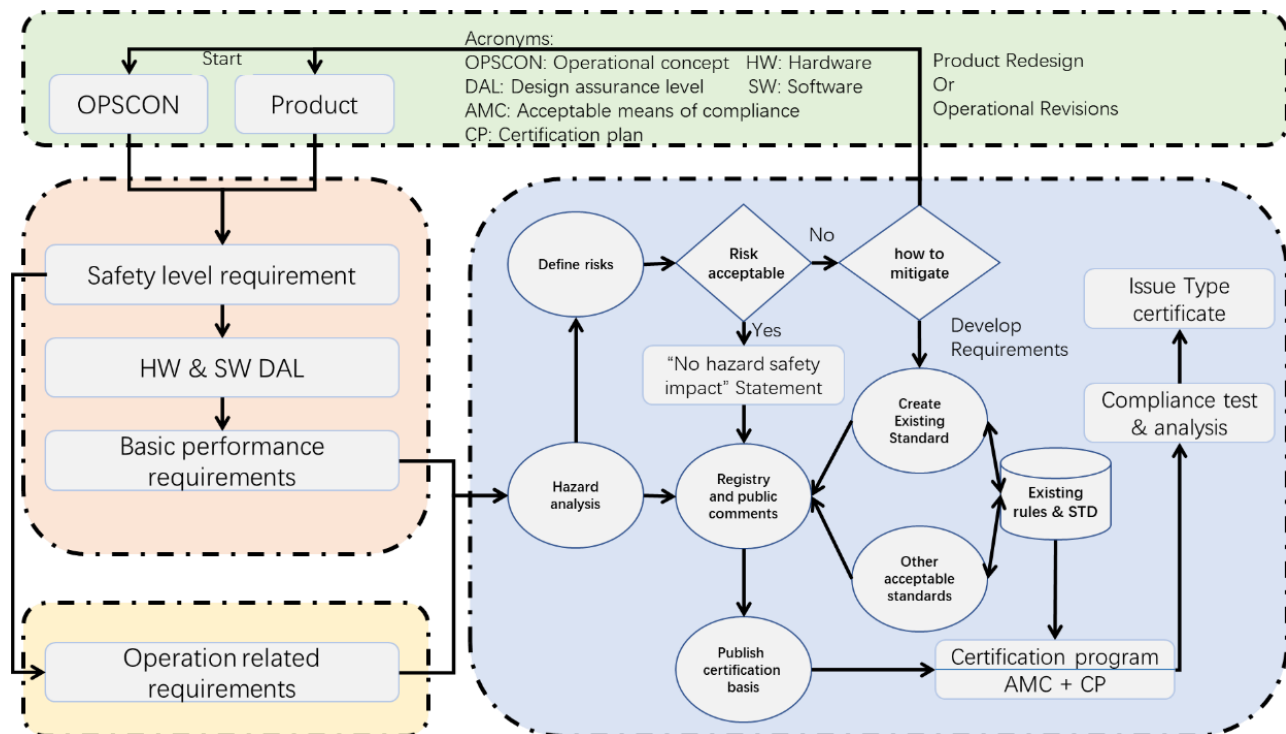 Start
OPSCON
Product
Acronyms:
OPSCON: Operational concept HW: Hardware
DAL: Design assurance level SW: Software
AMC: Acceptable means of compliance
CP: Certification plan
Product Redesign
Or
Operational Revisions
Safety level requirement
HW & SW DAL
Basic performance
requirements
Operation related
requirements
Define risks
Risk
acceptable
No
how to
mitigate
Yes
Develop
Requirements
“No hazard safety
impact” Statement
Hazard
analysis
Registry
and public
comments
Create
Existing
Standard
Existing
rules & STD
Other
acceptable
standards
Publish
certification
basis
Certification program
AMC + CP
Compliance test
& analysis
Issue Type
certificate